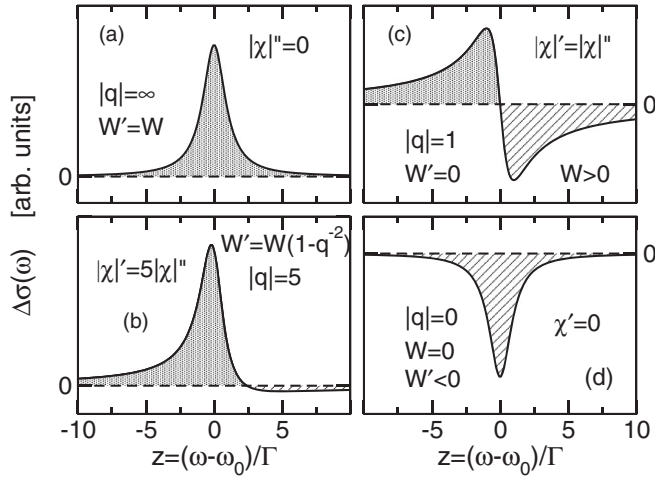 (a)
|χ|"=0
|q|=∞
W'=W
0
(c)
|χ|'=|χ|"
0
|q|=1
W'=0
W>0
Δσ(ω) [arb. units]
W'=W(1-q⁻²)
|χ|'=5|χ|"
|q|=5
(b)
0
0
|q|=0
χ'=0
W=0
W'<0
(d)
-10 -5 0 5
-5 0 5 10
z=(ω-ω₀)/Γ
z=(ω-ω₀)/Γ